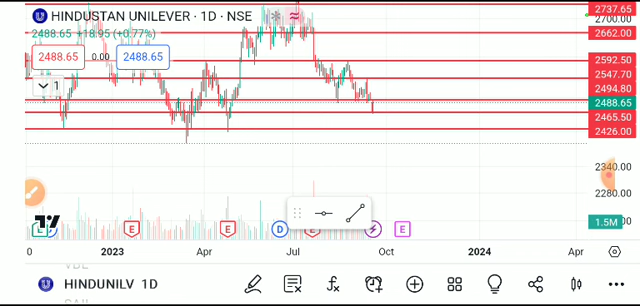 HINDUSTAN UNILEVER · 1D · NSE
2488.65 +18.95 (+0.77%)
2488.65 0.00 2488.65
1
2737.65
2700.00
2662.00
2592.50
2547.70
2494.80
2488.65
2465.50
2426.00
2340.00
2280.00
1.5M
E E D E E
2023 Apr Jul Oct 2024 Apr
HINDUNILV 1D